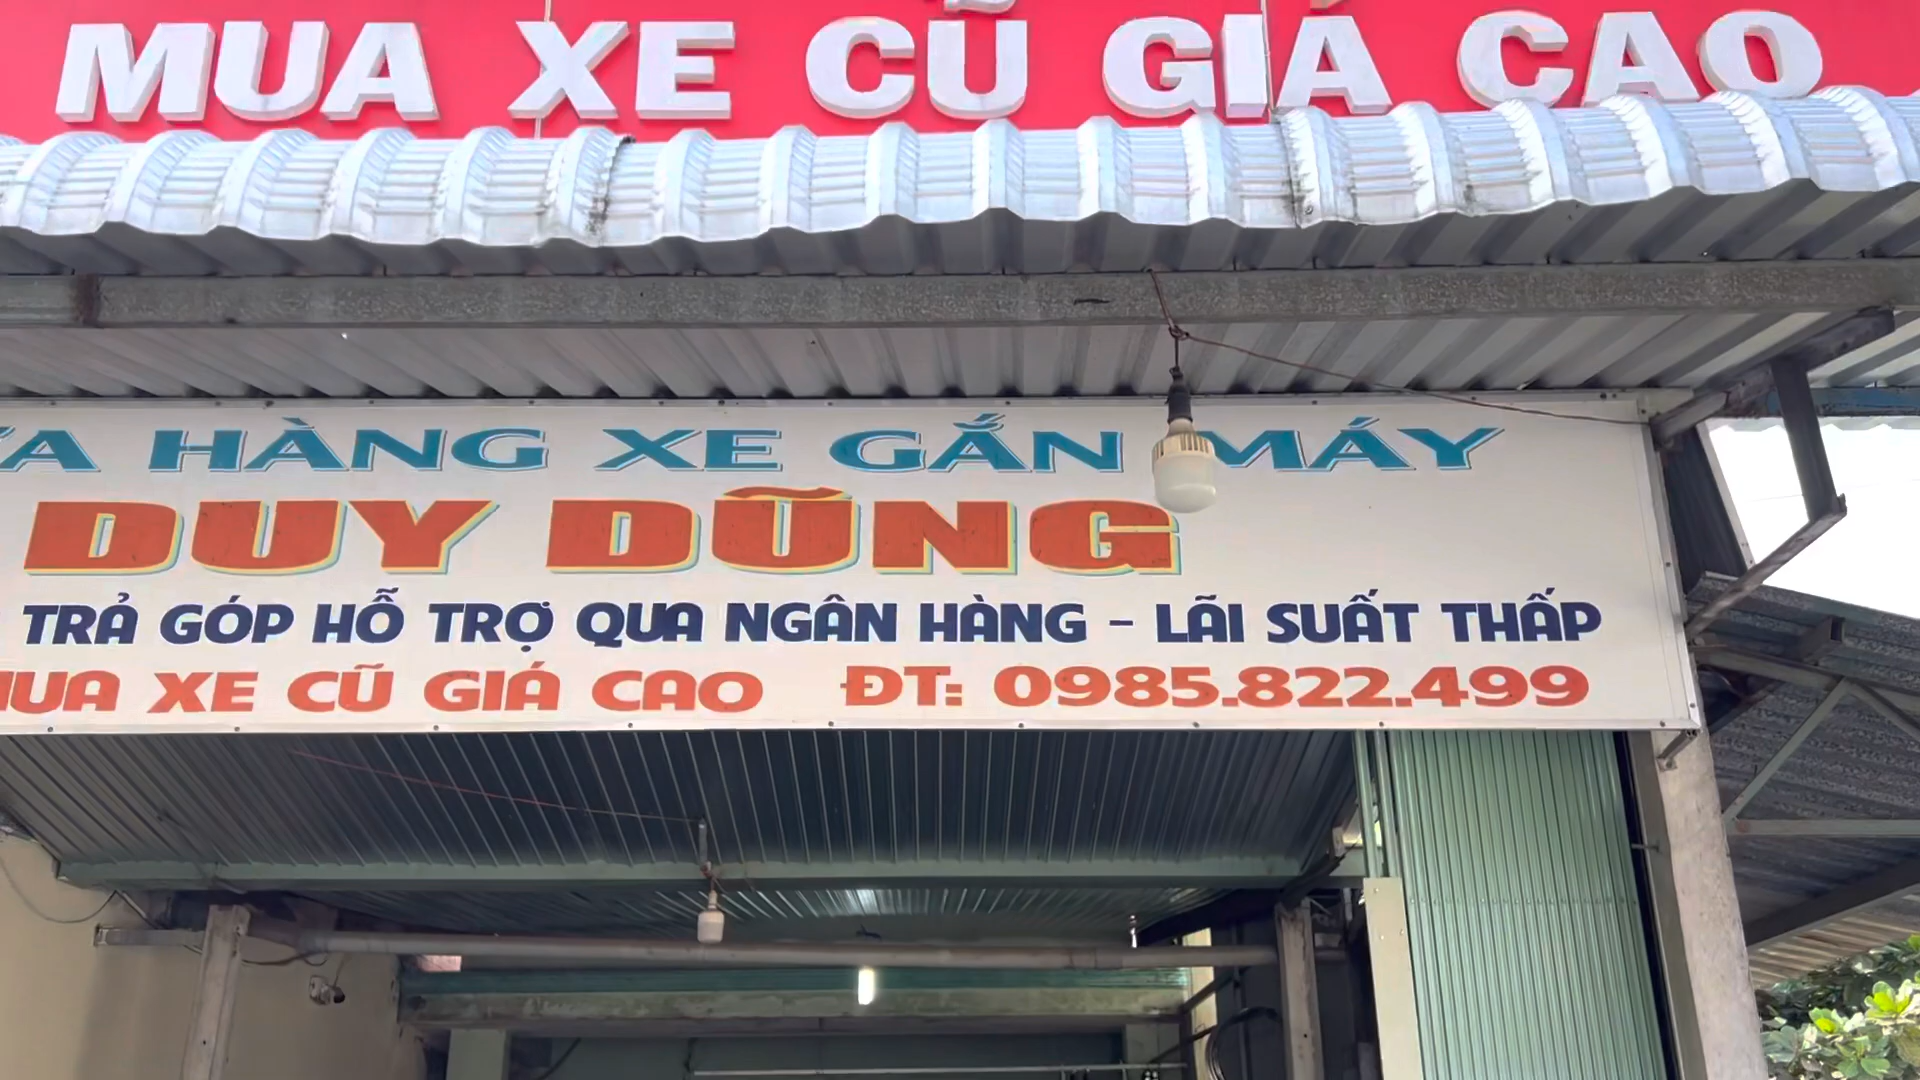 MUA XE CŨ GIÁ CAO
HÀNG XE GẮN MÁY
DUY DŨNG
TRẢ GÓP HỖ TRỢ QUA NGÂN HÀNG - LÃI SUẤT THẤP
MUA XE CŨ GIÁ CAO ĐT: 0985.822.499